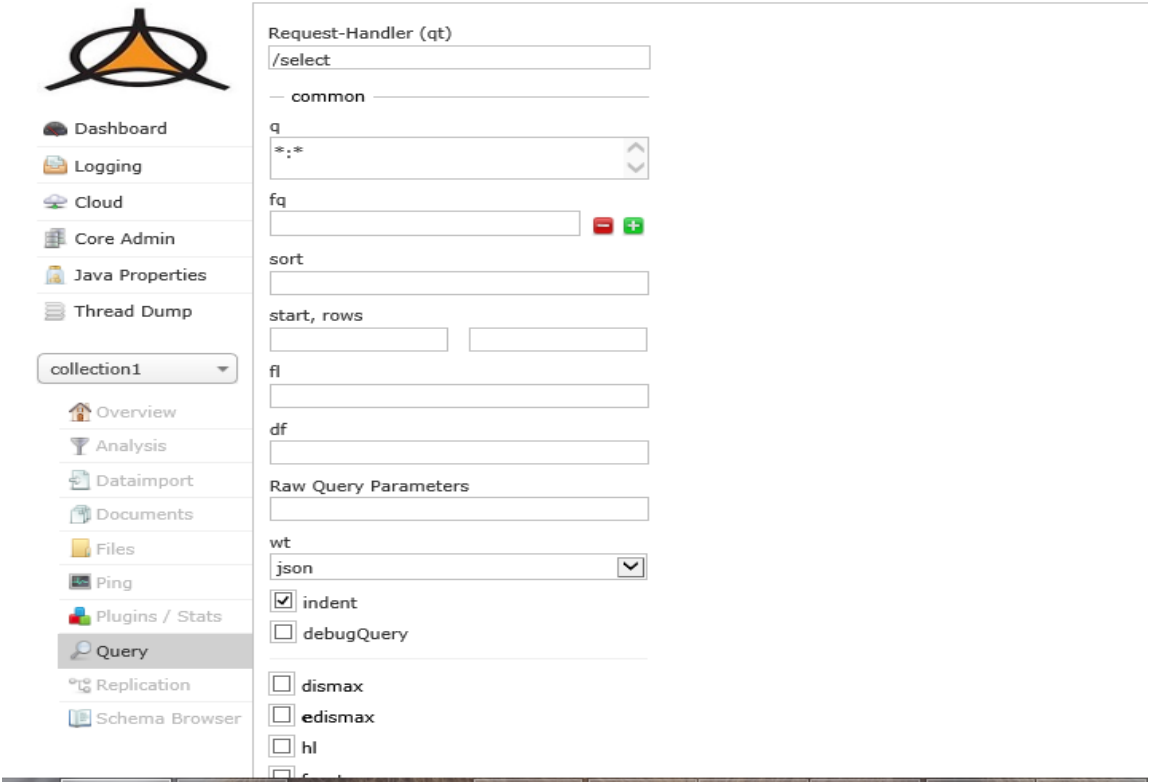 Dashboard
Logging
Cloud
Core Admin
Java Properties
Thread Dump
collection1
Overview
Analysis
Dataimport
Documents
Files
Ping
Plugins / Stats
Query
Replication
Schema Browser
Request-Handler (qt)
/select
common
q
*:*
fq
sort
start, rows
fl
df
Raw Query Parameters
wt
json
indent
debugQuery
dismax
edismax
hl